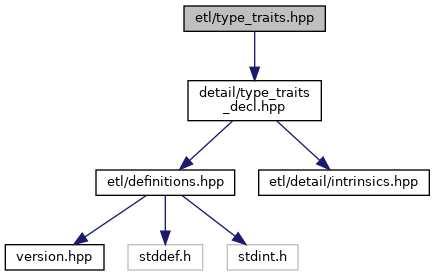 etl/type_traits.hpp
detail/type_traits
_decl.hpp
etl/definitions.hpp
etl/detail/intrinsics.hpp
version.hpp
stddef.h
stdint.h